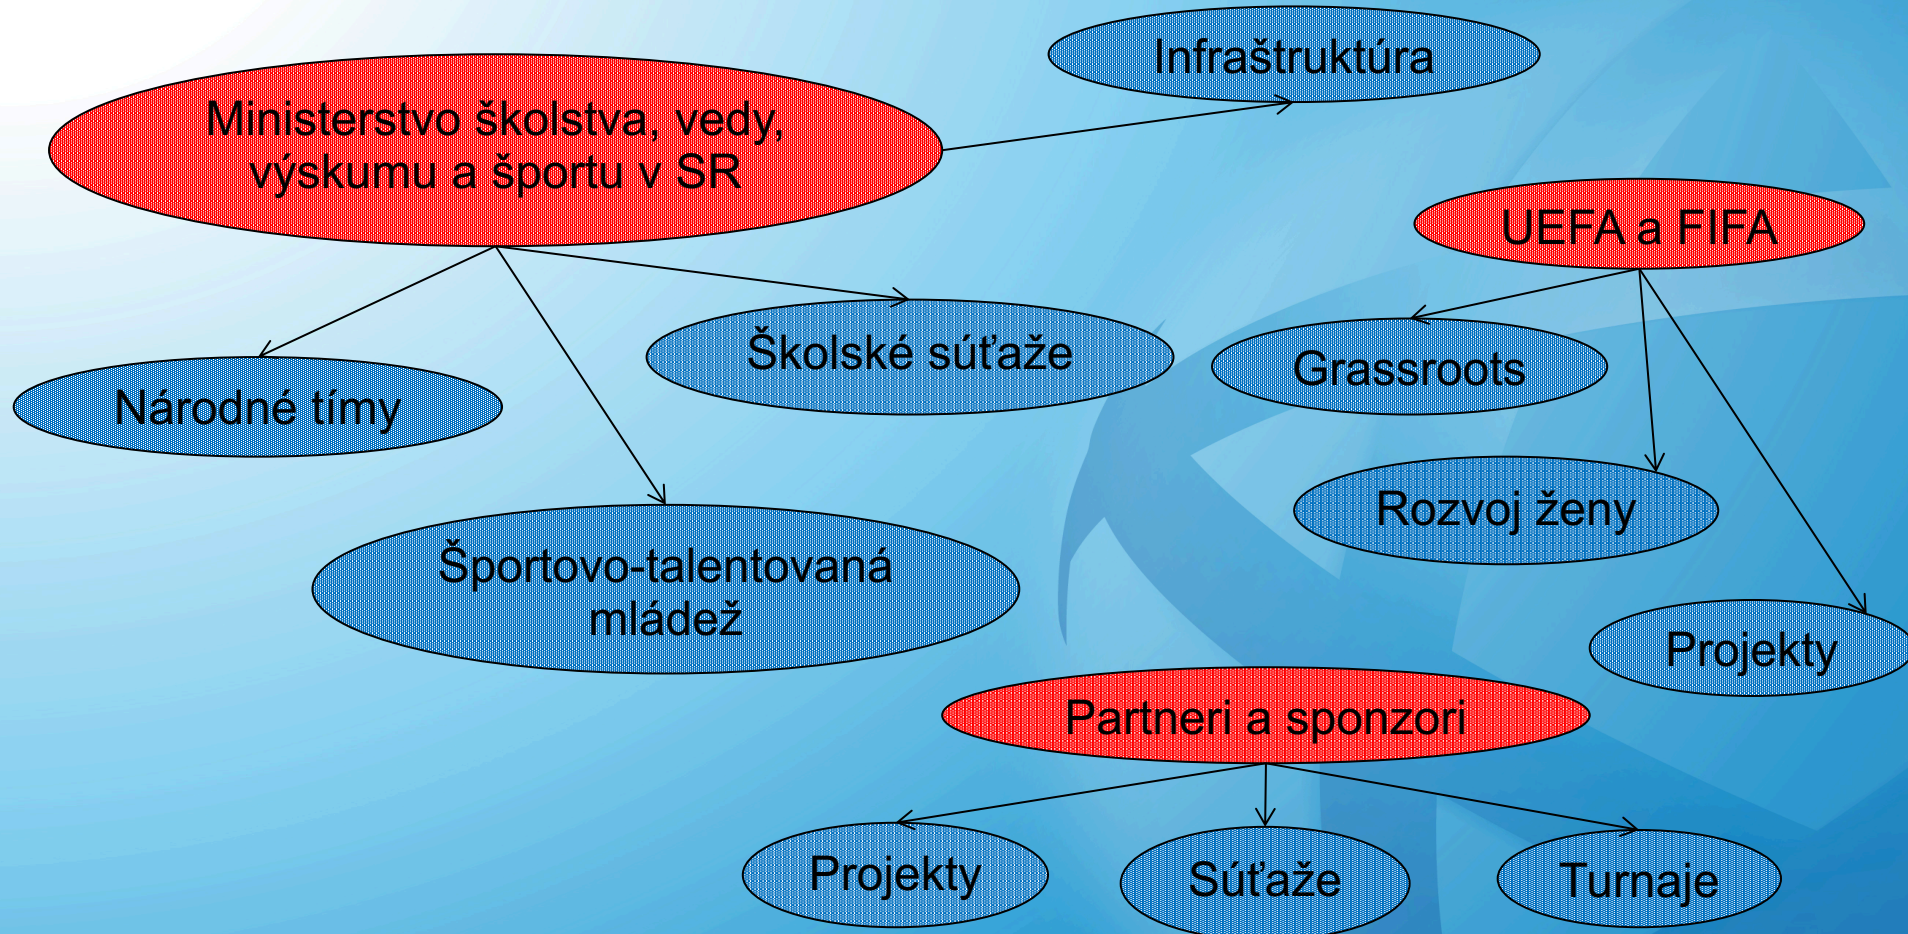 Infraštruktúra
Ministerstvo školstva, vedy,
výskumu a športu v SR
UEFA a FIFA
Školské súťaže
Grassroots
Národné tímy
Rozvoj ženy
Športovo-talentovaná
mládež
Projekty
Partneri a sponzori
Projekty
Súťaže
Turnaje